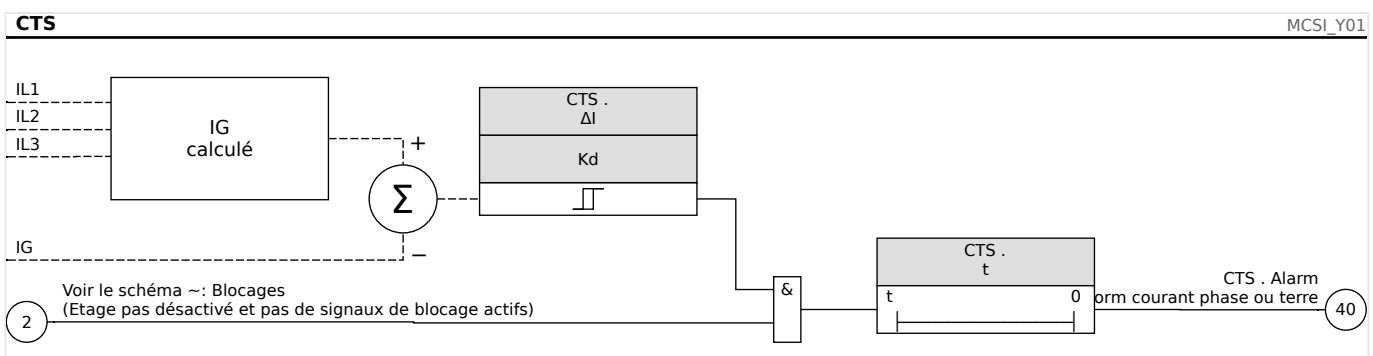 CTS
MCSI_Y01
IL1
IL2
IL3
IG
calculé
+
Σ
−
CTS .
ΔI
Kd
IG
Voir le schéma ~: Blocages
(Etage pas désactivé et pas de signaux de blocage actifs)
2
&
CTS .
t
t 0
CTS . Alarm
orm courant phase ou terre
40